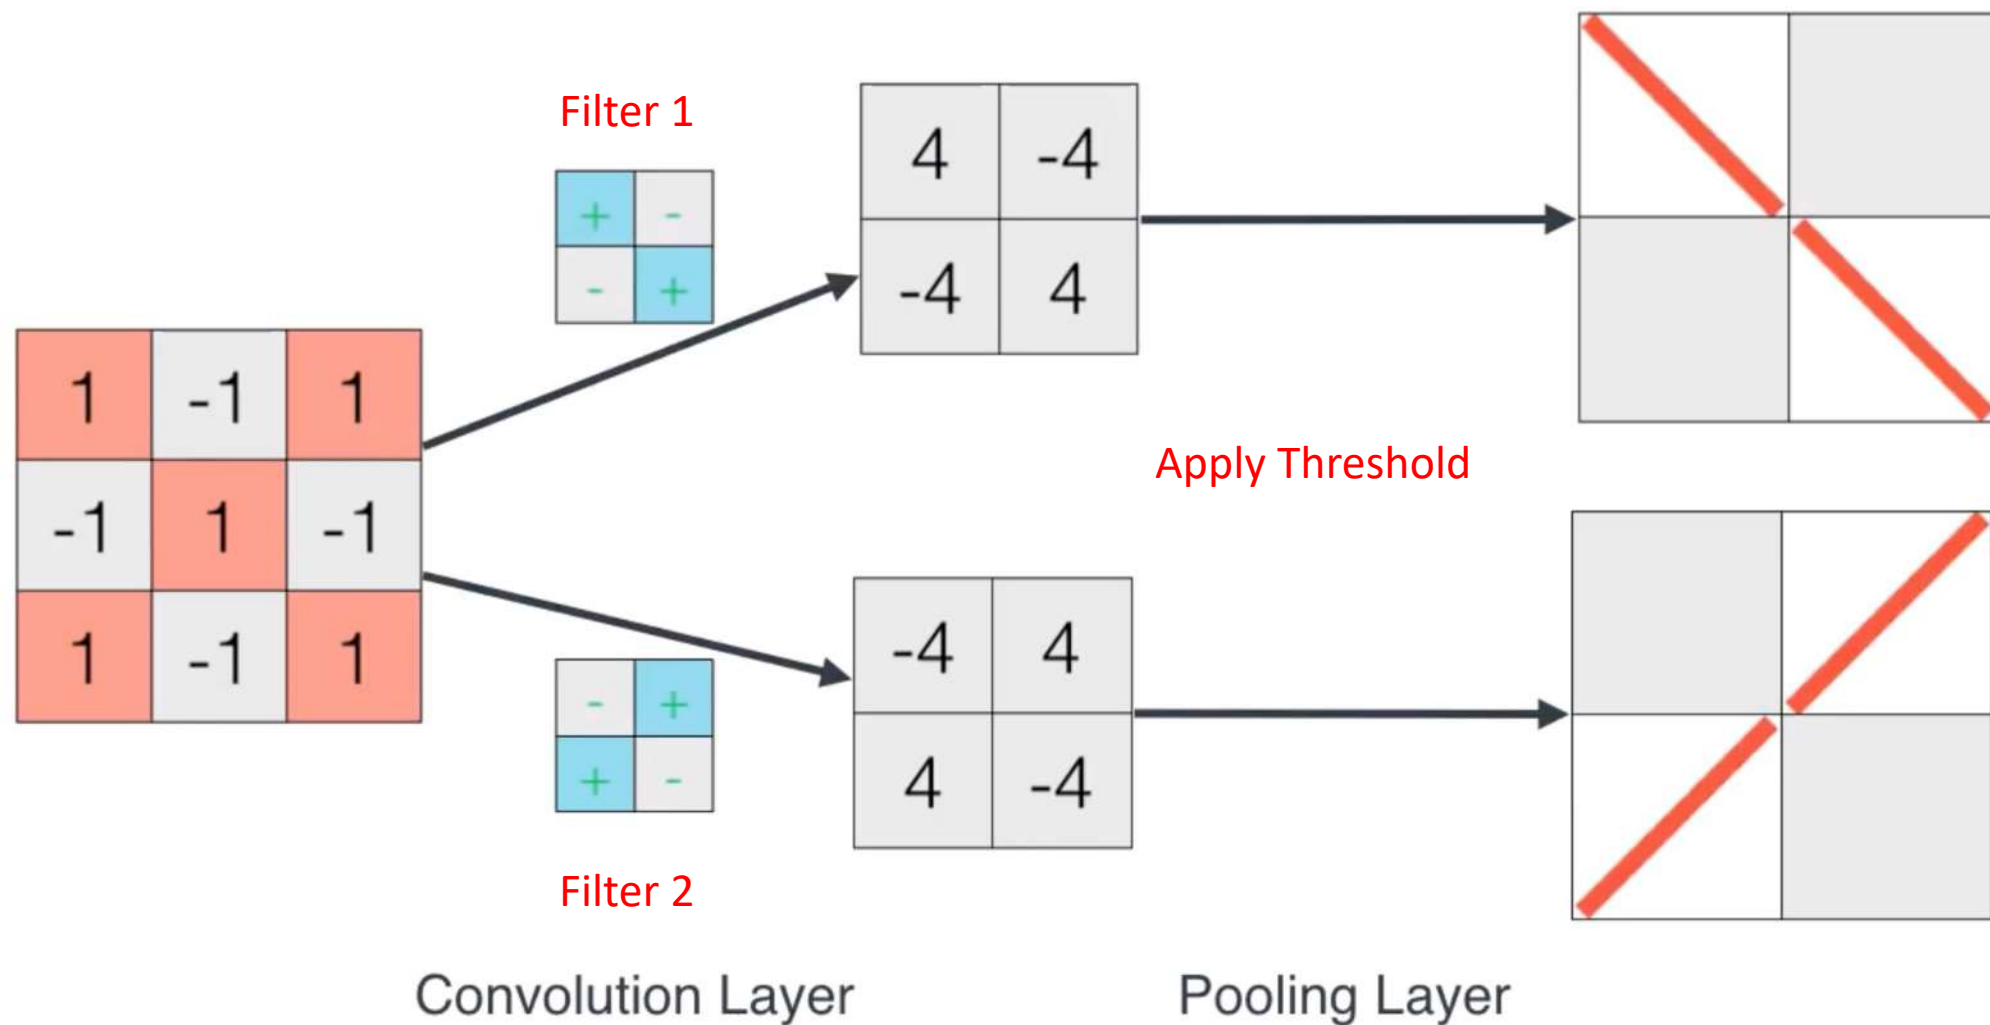 Filter 1
+ -
- +
4 -4
-4 4
1 -1 1
-1 1 -1
1 -1 1
Apply Threshold
-4 4
4 -4
- +
+ -
Filter 2
Convolution Layer
Pooling Layer